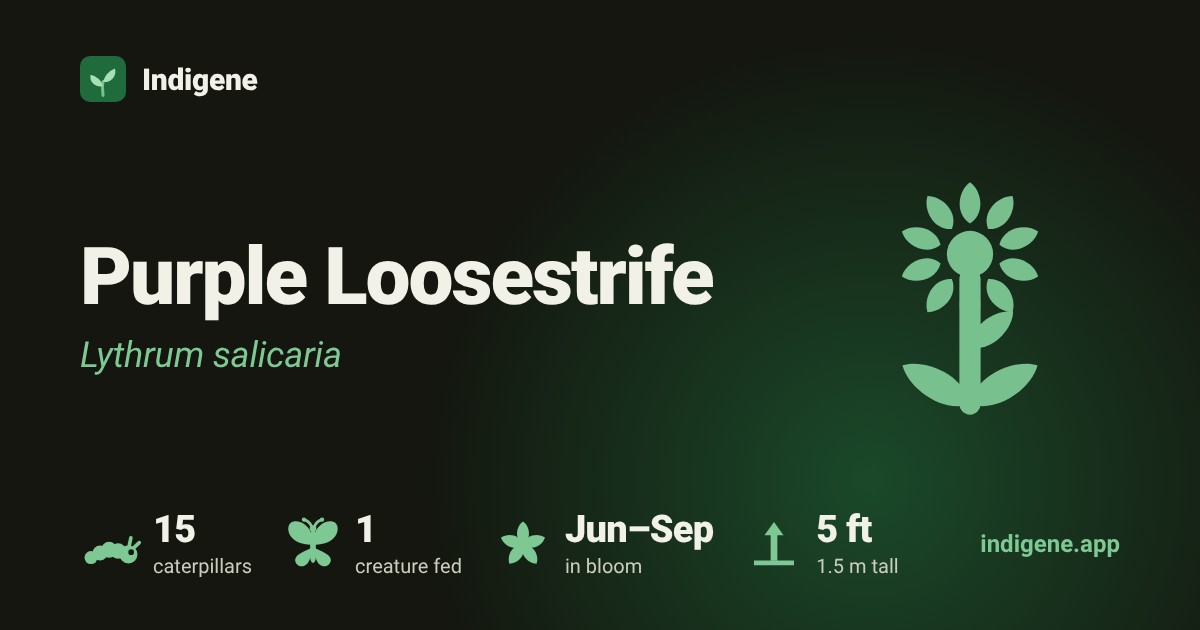 Indigene
Purple Loosestrife
Lythrum salicaria
15
caterpillars
1
creature fed
Jun–Sep
in bloom
5 ft
1.5 m tall
indigene.app